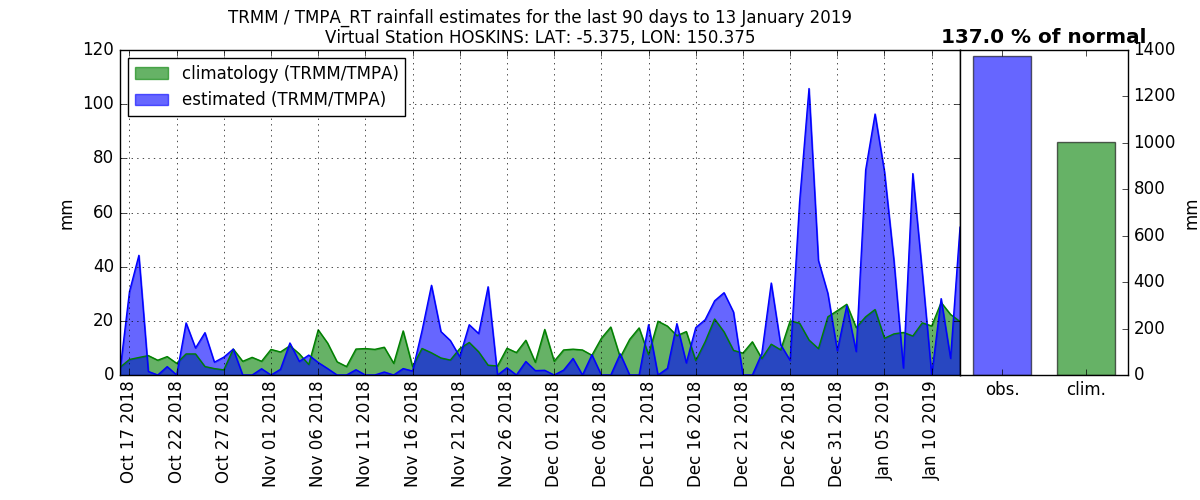 TRMM / TMPA_RT rainfall estimates for the last 90 days to 13 January 2019
Virtual Station HOSKINS: LAT: -5.375, LON: 150.375
137.0 % of normal
climatology (TRMM/TMPA)
estimated (TRMM/TMPA)
mm
120
100
80
60
40
20
0
Oct 17 2018
Oct 22 2018
Oct 27 2018
Nov 01 2018
Nov 06 2018
Nov 11 2018
Nov 16 2018
Nov 21 2018
Nov 26 2018
Dec 01 2018
Dec 06 2018
Dec 11 2018
Dec 16 2018
Dec 21 2018
Dec 26 2018
Dec 31 2018
Jan 05 2019
Jan 10 2019
obs.
clim.
1400
1200
1000
800
600
400
200
0
mm